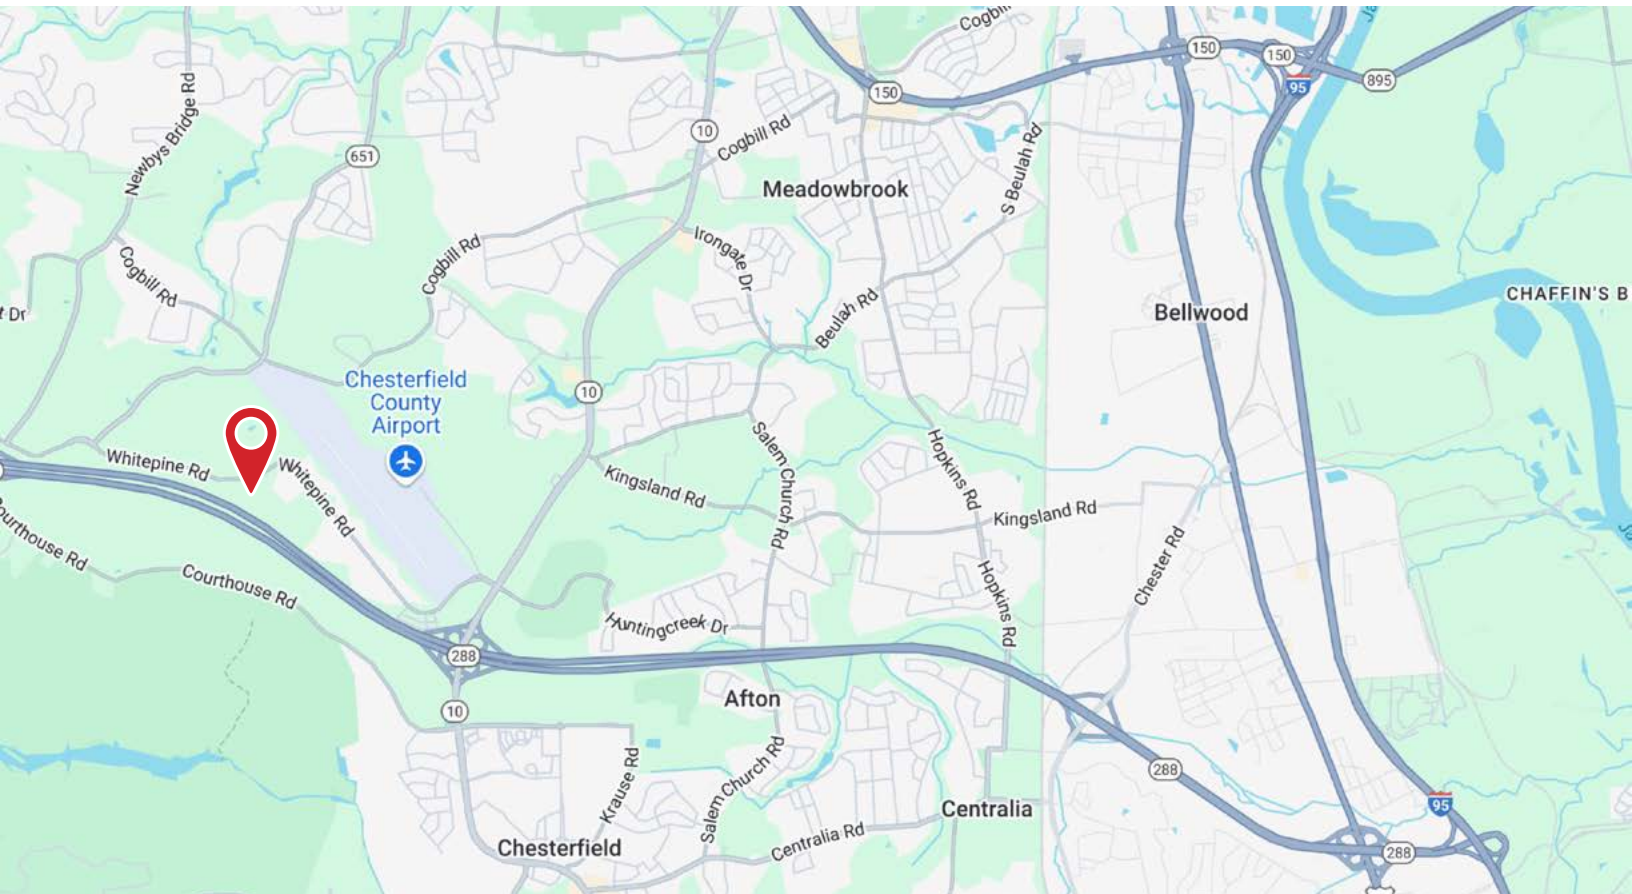 Cogbill
150
150
95
895
150
10
Newbys Bridge Rd
651
Cogbill Rd
S Beulah Rd
Meadowbrook
Irongate Dr
Cogbill Rd
Cogbill Rd
Beulah Rd
t Dr
CHAFFIN'S B
Bellwood
Chesterfield
County
Airport
10
Whitepine Rd
Whitepine Rd
Salem Church Rd
Hopkins Rd
Kingsland Rd
Kingsland Rd
ourthouse Rd
Courthouse Rd
Chester Rd
Hopkins Rd
Huntingcreek Dr
288
Afton
10
Krause Rd
Salem Church Rd
288
Centralia
95
Centralia Rd
Chesterfield
288